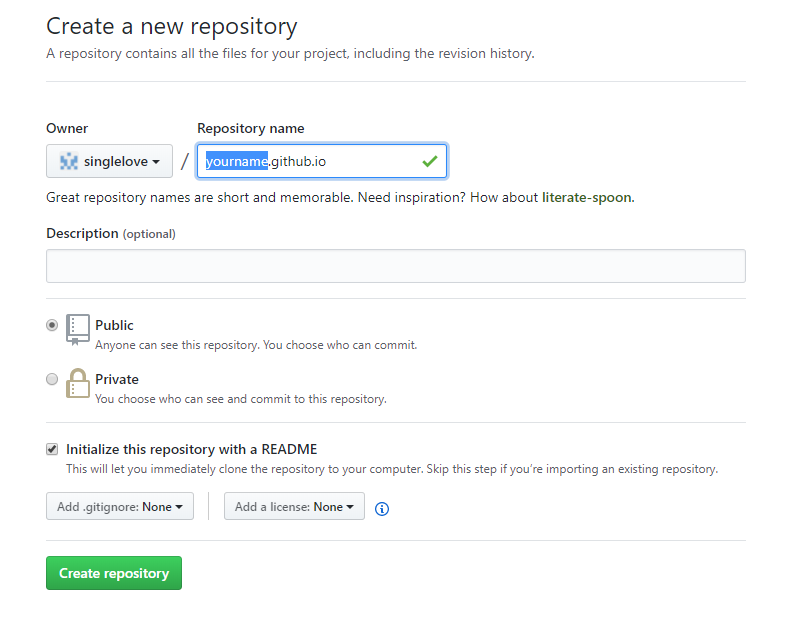 Create a new repository
A repository contains all the files for your project, including the revision history.
Owner
Repository name
singlelove
/
yourname.github.io
Great repository names are short and memorable. Need inspiration? How about literate-spoon.
Description (optional)
Public
Anyone can see this repository. You choose who can commit.
Private
You choose who can see and commit to this repository.
Initialize this repository with a README
This will let you immediately clone the repository to your computer. Skip this step if you’re importing an existing repository.
Add .gitignore: None
Add a license: None
Create repository